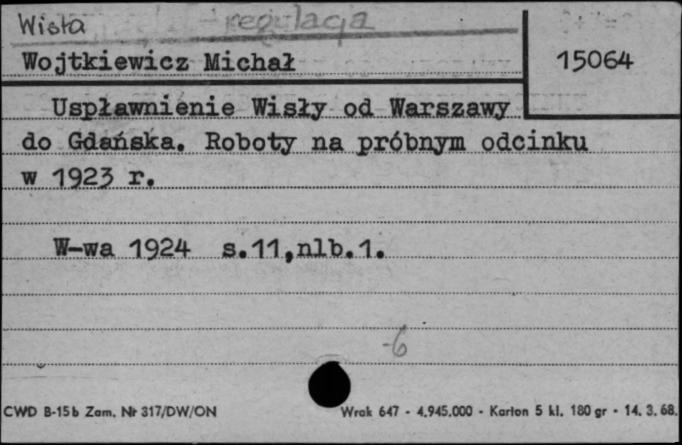 Wisła - regulacja
Wojtkiewicz Michał
15064
Uspławnienie Wisły od Warszawy
do Gdańska. Roboty na próbnym odcinku
w 1923 r.
W-wa 1924 s.11,nlb.1.
-6
CWD B-15b Zam. Nr 317/DW/ON Wrak 647 - 4.945.000 - Karton 5 kl. 180 gr - 14. 3. 68.